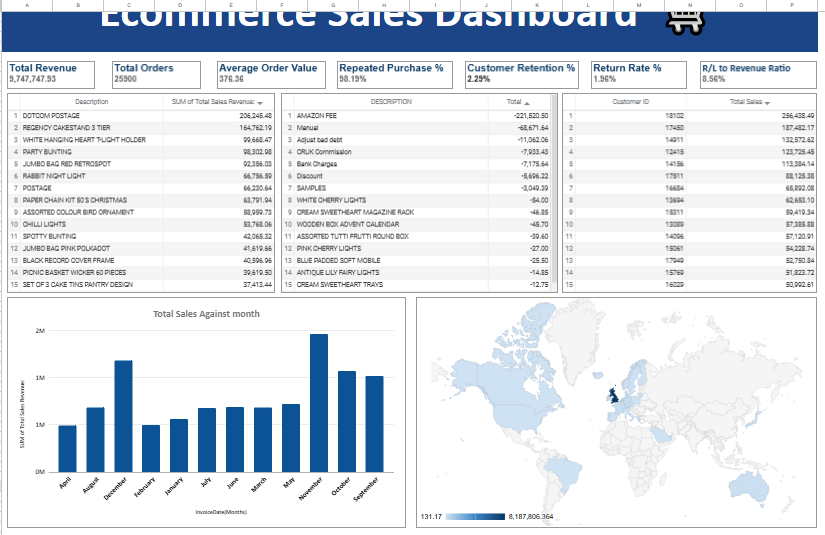 A B C D E F G H I J K L M N O P
Ecommerce Sales Dashboard
Total Revenue Total Orders Average Order Value Repeated Purchase % Customer Retention % Return Rate % R/L to Revenue Ratio
9,747,747.93 25900 376.36 98.19% 2.29% 1.96% 8.56%
Description SUM of Total Sales Revenue: DESCRIPTION Total Customer ID Total Sales
1 DOTCOM POSTAGE 206,245.48 1 AMAZON FEE -221,520.50 1 18102 256,438.49
2 REGENCY CAKESTAND 3 TIER 164,762.19 2 Manual -68,671.64 2 17450 187,482.17
3 WHITE HANGING HEART T-LIGHT HOLDER 99,668.47 3 Adjust bad debt -11,062.06 3 14911 132,572.62
4 PARTY BUNTING 98,302.98 4 CRUK Commission -7,933.43 4 12415 123,725.45
5 JUMBO BAG RED RETROSPOT 92,356.03 5 Bank Charges -7,175.64 5 14156 113,384.14
6 RABBIT NIGHT LIGHT 66,756.59 6 Discount -5,696.22 6 17511 88,125.38
7 POSTAGE 66,230.64 7 SAMPLES -3,049.39 7 16684 65,892.08
8 PAPER CHAIN KIT 50'S CHRISTMAS 63,791.94 8 WHITE CHERRY LIGHTS -54.00 8 13694 62,653.10
9 ASSORTED COLOUR BIRD ORNAMENT 58,959.73 9 CREAM SWEETHEART MAGAZINE RACK -46.85 9 15311 59,419.34
10 CHILLI LIGHTS 53,768.06 10 WOODEN BOX ADVENT CALENDAR -45.70 10 13089 57,385.88
11 SPOTTY BUNTING 42,065.32 11 ASSORTED TUTTI FRUTTI ROUND BOX -39.60 11 14096 57,120.91
12 JUMBO BAG PINK POLKADOT 41,619.66 12 PINK CHERRY LIGHTS -27.00 12 15061 54,228.74
13 BLACK RECORD COVER FRAME 40,596.96 13 BLUE PADDED SOFT MOBILE -25.50 13 17949 52,750.84
14 PICNIC BASKET WICKER 60 PIECES 39,619.50 14 ANTIQUE LILY FAIRY LIGHTS -14.85 14 15769 51,823.72
15 SET OF 3 CAKE TINS PANTRY DESIGN 37,413.44 15 CREAM SWEETHEART TRAYS -12.75 15 16029 50,992.61
Total Sales Against month
SUM of Total Sales Revenue:
2M
1M
1M
0M
April August December February January July June March May November October September
InvoiceDate(Months)
131.17 8,187,806.364